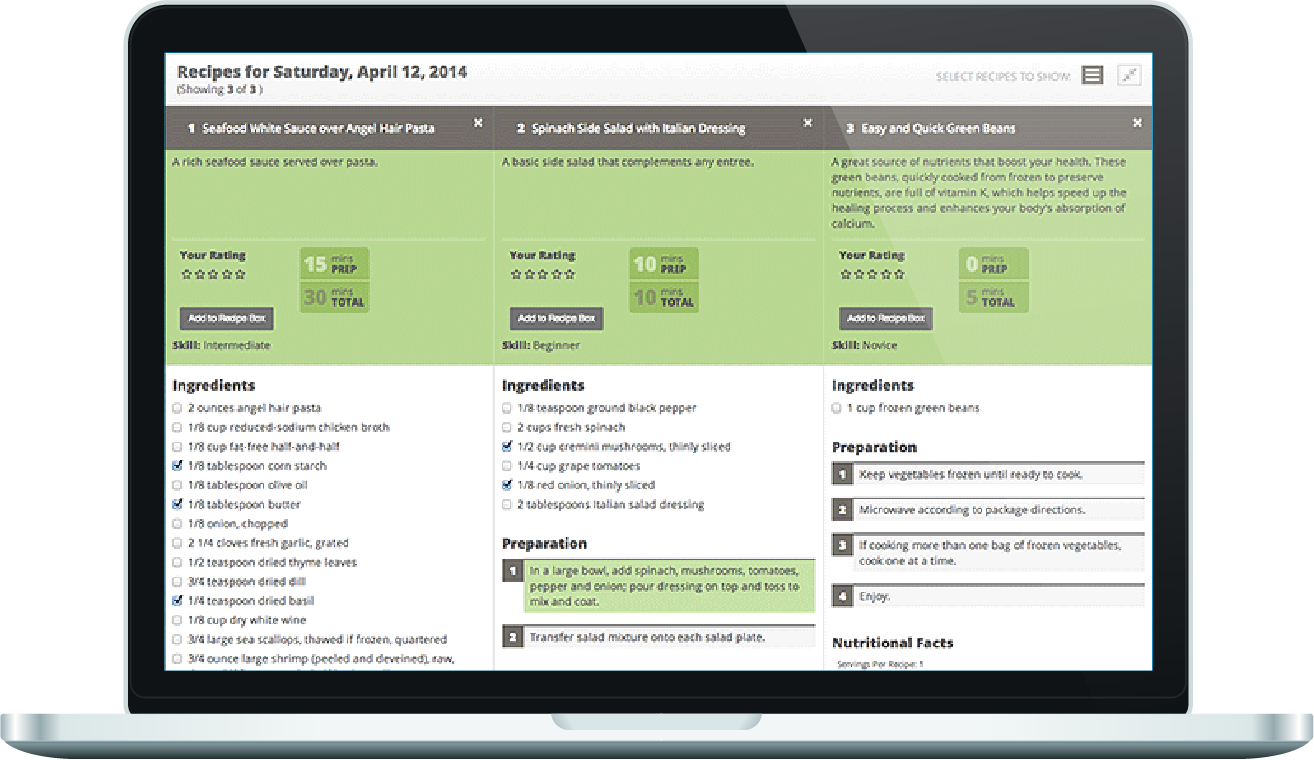 Recipes for Saturday, April 12, 2014
(Showing 3 of 3 )
SELECT RECIPES TO SHOW:
1 Seafood White Sauce over Angel Hair Pasta
A rich seafood sauce served over pasta.
Your Rating
15 mins PREP
30 mins TOTAL
Add to Recipe Box
Skill: Intermediate
Ingredients
2 ounces angel hair pasta
1/8 cup reduced-sodium chicken broth
1/8 cup fat-free half-and-half
1/8 tablespoon corn starch
1/8 tablespoon olive oil
1/8 tablespoon butter
1/8 onion, chopped
2 1/4 cloves fresh garlic, grated
1/2 teaspoon dried thyme leaves
3/4 teaspoon dried dill
1/4 teaspoon dried basil
1/8 cup dry white wine
3/4 large sea scallops, thawed if frozen, quartered
3/4 ounce large shrimp (peeled and deveined), raw,
2 Spinach Side Salad with Italian Dressing
A basic side salad that complements any entree.
Your Rating
10 mins PREP
10 mins TOTAL
Add to Recipe Box
Skill: Beginner
Ingredients
1/8 teaspoon ground black pepper
2 cups fresh spinach
1/2 cup cremini mushrooms, thinly sliced
1/4 cup grape tomatoes
1/8 red onion, thinly sliced
2 tablespoons Italian salad dressing
Preparation
1 In a large bowl, add spinach, mushrooms, tomatoes,
pepper and onion; pour dressing on top and toss to
mix and coat.
2 Transfer salad mixture onto each salad plate.
3 Easy and Quick Green Beans
A great source of nutrients that boost your health. These
green beans, quickly cooked from frozen to preserve
nutrients, are full of vitamin K, which helps speed up the
healing process and enhances your body's absorption of
calcium.
Your Rating
0 mins PREP
5 mins TOTAL
Add to Recipe Box
Skill: Novice
Ingredients
1 cup frozen green beans
Preparation
1 Keep vegetables frozen until ready to cook.
2 Microwave according to package directions.
3 If cooking more than one bag of frozen vegetables,
cook one at a time.
4 Enjoy.
Nutritional Facts
Servings Per Recipe: 1